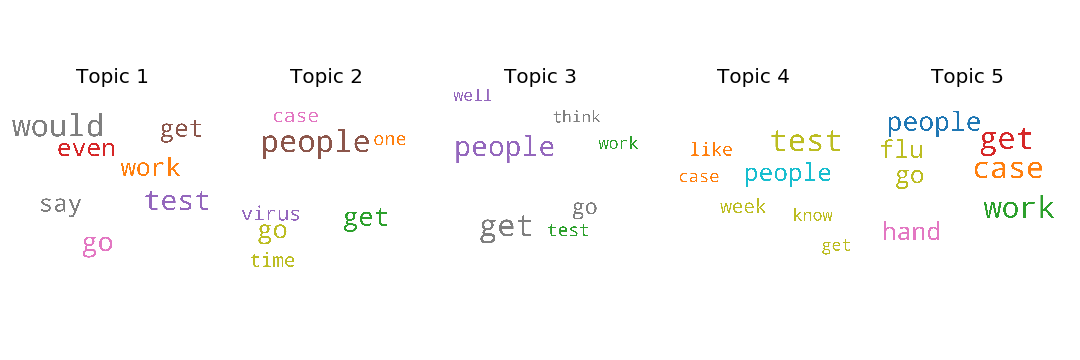 Topic 1
would
get
even
work
say
test
go
Topic 2
case
people
one
virus
get
go
time
Topic 3
well
think
people
work
go
get
test
Topic 4
test
like
case
people
week
know
get
Topic 5
people
get
flu
case
go
work
hand